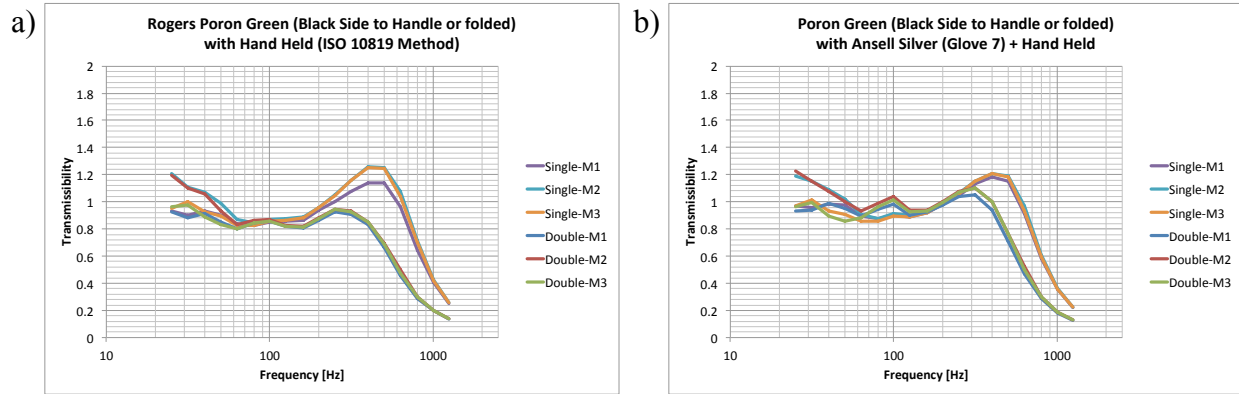 a)
Rogers Poron Green (Black Side to Handle or folded)
with Hand Held (ISO 10819 Method)
Transmissibility
2
1.8
1.6
1.4
1.2
1
0.8
0.6
0.4
0.2
0
10
100
1000
Frequency [Hz]
Single-M1
Single-M2
Single-M3
Double-M1
Double-M2
Double-M3
b)
Poron Green (Black Side to Handle or folded)
with Ansell Silver (Glove 7) + Hand Held
Transmissibility
2
1.8
1.6
1.4
1.2
1
0.8
0.6
0.4
0.2
0
10
100
1000
Frequency [Hz]
Single-M1
Single-M2
Single-M3
Double-M1
Double-M2
Double-M3